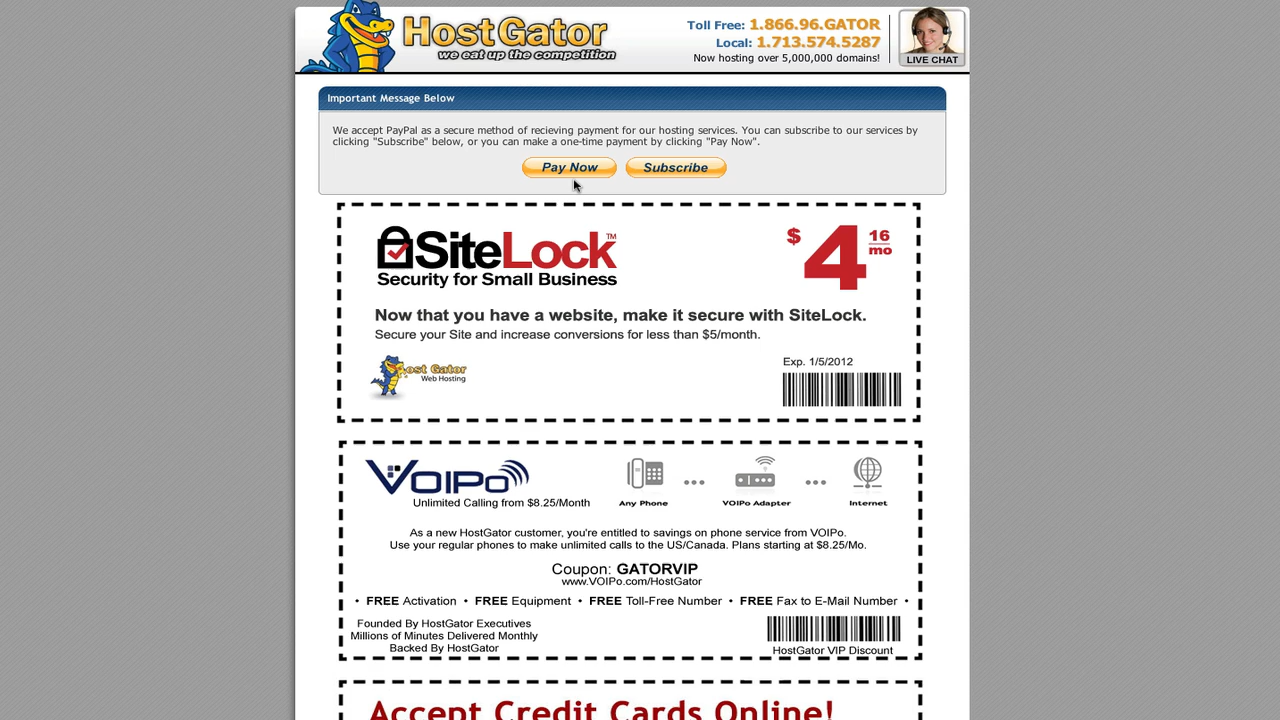 HostGator
we eat up the competition
Toll Free: 1.866.96.GATOR
Local: 1.713.574.5287
Now hosting over 5,000,000 domains!
LIVE CHAT
Important Message Below
We accept PayPal as a secure method of recieving payment for our hosting services. You can subscribe to our services by
clicking "Subscribe" below, or you can make a one-time payment by clicking "Pay Now".
Pay Now
Subscribe
SiteLock™
Security for Small Business
$4 16 mo
Now that you have a website, make it secure with SiteLock.
Secure your Site and increase conversions for less than $5/month.
Host Gator
Web Hosting
Exp. 1/5/2012
VOIPo
Unlimited Calling from $8.25/Month
Any Phone
VOIPo Adapter
Internet
As a new HostGator customer, you're entitled to savings on phone service from VOIPo.
Use your regular phones to make unlimited calls to the US/Canada. Plans starting at $8.25/Mo.
Coupon: GATORVIP
www.VOIPo.com/HostGator
• FREE Activation • FREE Equipment • FREE Toll-Free Number • FREE Fax to E-Mail Number •
Founded By HostGator Executives
Millions of Minutes Delivered Monthly
Backed By HostGator
HostGator VIP Discount
Accept Credit Cards Online!